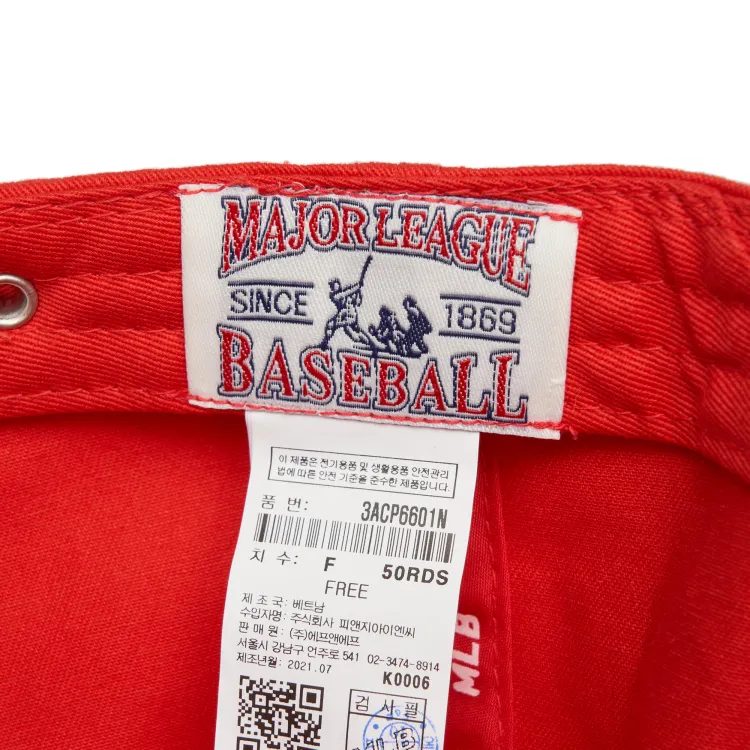 MAJOR LEAGUE
SINCE 1869
BASEBALL
이 제품은 전기용품 및 생활용품 안전관리
법에 따른 안전 기준을 준수한 제품입니다.
품 번: 3ACP6601N
치 수: F 50RDS
FREE
제 조 국: 베트남
수입자명: 주식회사 피앤지아이엔씨
판 매 원: (주)에프앤에프
서울시 강남구 언주로 541 02-3474-8914
제조년월: 2021.07 K0006
검 사 필
MLB